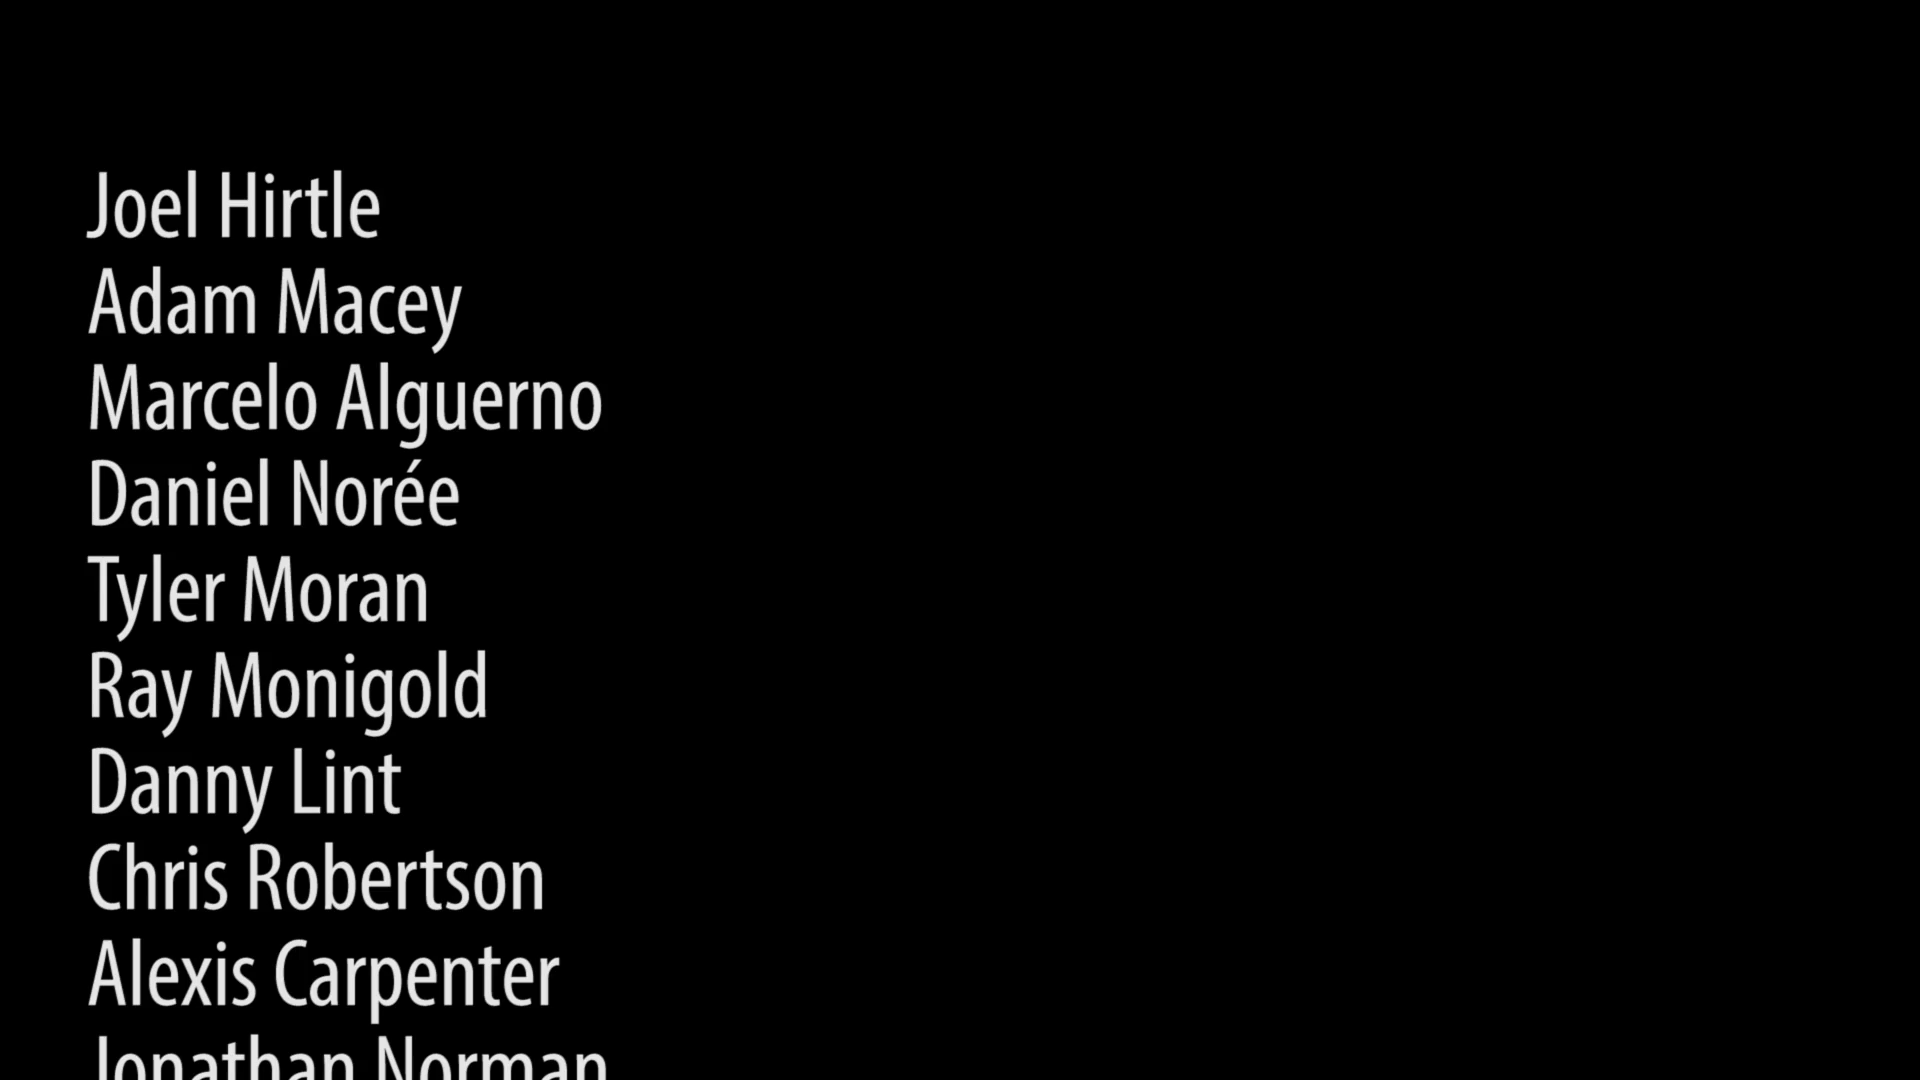 Joel Hirtle
Adam Macey
Marcelo Alguerno
Daniel Norée
Tyler Moran
Ray Monigold
Danny Lint
Chris Robertson
Alexis Carpenter
Jonathan Norman